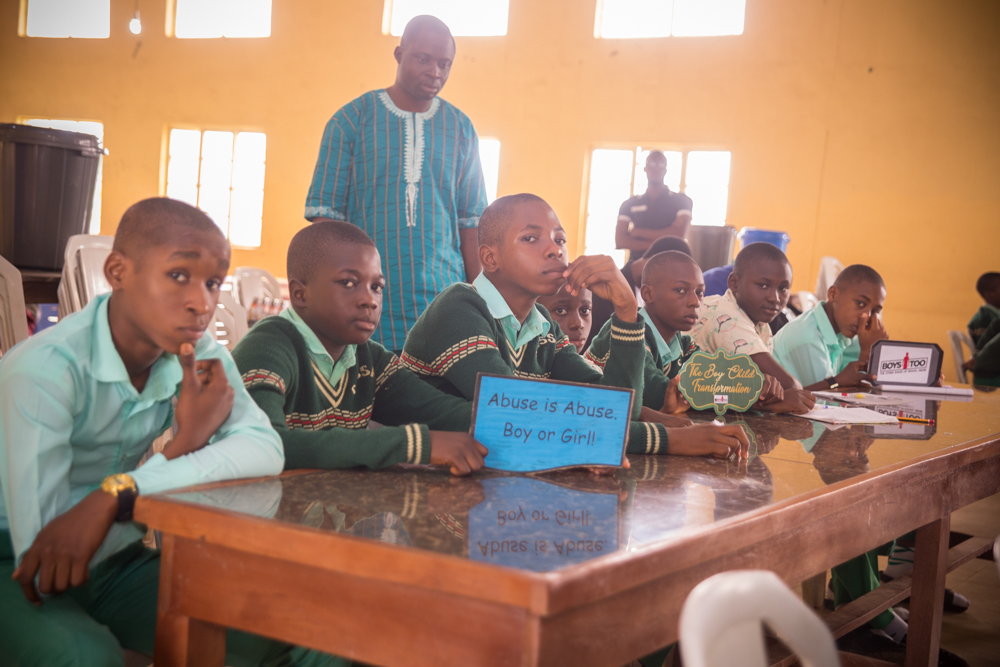 Abuse is Abuse.
Boy or Girl!
The Boy Child
Transformation
BOYS TOO